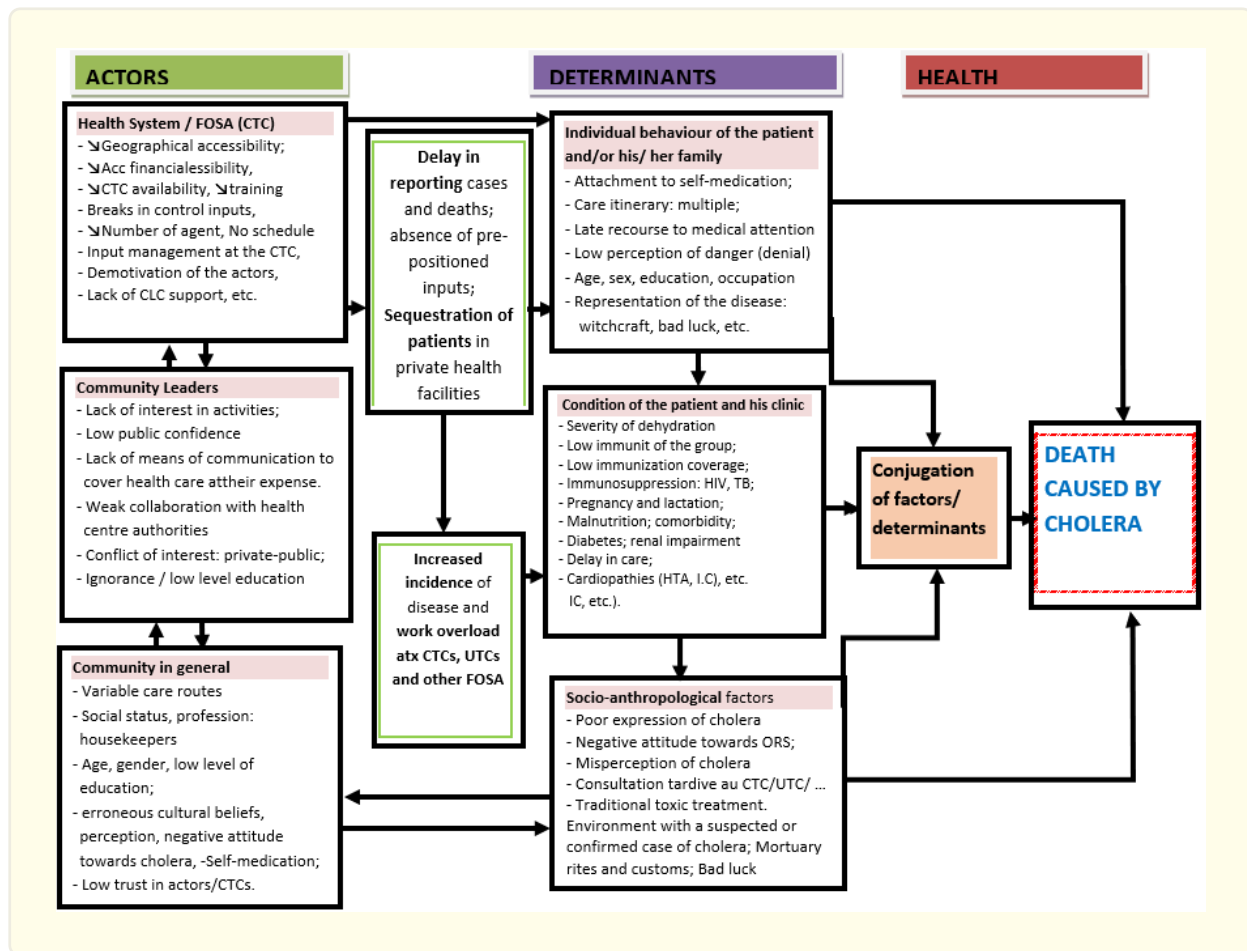 ACTORS
DETERMINANTS
HEALTH
Health System / FOSA (CTC)
- ↘Geographical accessibility;
- ↘Acc financialessibility,
- ↘CTC availability, ↘training
- Breaks in control inputs,
- ↘Number of agent, No schedule
- Input management at the CTC,
- Demotivation of the actors,
- Lack of CLC support, etc.
Community Leaders
- Lack of interest in activities;
- Low public confidence
- Lack of means of communication to
cover health care attheir expense.
- Weak collaboration with health
centre authorities
- Conflict of interest: private-public;
- Ignorance / low level education
Community in general
- Variable care routes
- Social status, profession:
housekeepers
- Age, gender, low level of
education;
- erroneous cultural beliefs,
perception, negative attitude
towards cholera, -Self-medication;
- Low trust in actors/CTCs.
Delay in
reporting cases
and deaths;
absence of pre-
positioned
inputs;
Sequestration of
patients in
private health
facilities
Increased
incidence of
disease and
work overload
atx CTCs, UTCs
and other FOSA
Individual behaviour of the patient
and/or his/ her family
- Attachment to self-medication;
- Care itinerary: multiple;
- Late recourse to medical attention
- Low perception of danger (denial)
- Age, sex, education, occupation
- Representation of the disease:
witchcraft, bad luck, etc.
Condition of the patient and his clinic
- Severity of dehydration
- Low immunit of the group;
- Low immunization coverage;
- Immunosuppression: HIV, TB;
- Pregnancy and lactation;
- Malnutrition; comorbidity;
- Diabetes; renal impairment
- Delay in care;
- Cardiopathies (HTA, I.C), etc.
IC, etc.).
Socio-anthropological factors
- Poor expression of cholera
- Negative attitude towards ORS;
- Misperception of cholera
- Consultation tardive au CTC/UTC/ ...
- Traditional toxic treatment.
Environment with a suspected or
confirmed case of cholera; Mortuary
rites and customs; Bad luck
Conjugation
of factors/
determinants
DEATH
CAUSED BY
CHOLERA